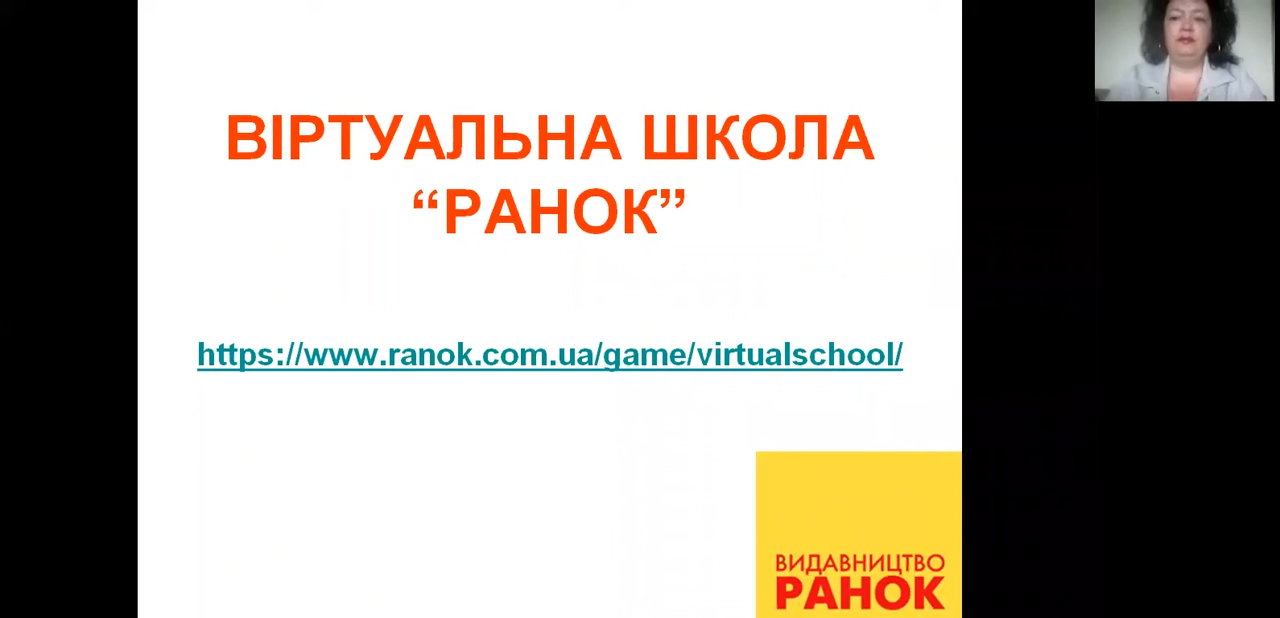 ВІРТУАЛЬНА ШКОЛА
“РАНОК”
https://www.ranok.com.ua/game/virtualschool/
ВИДАВНИЦТВО
РАНОК